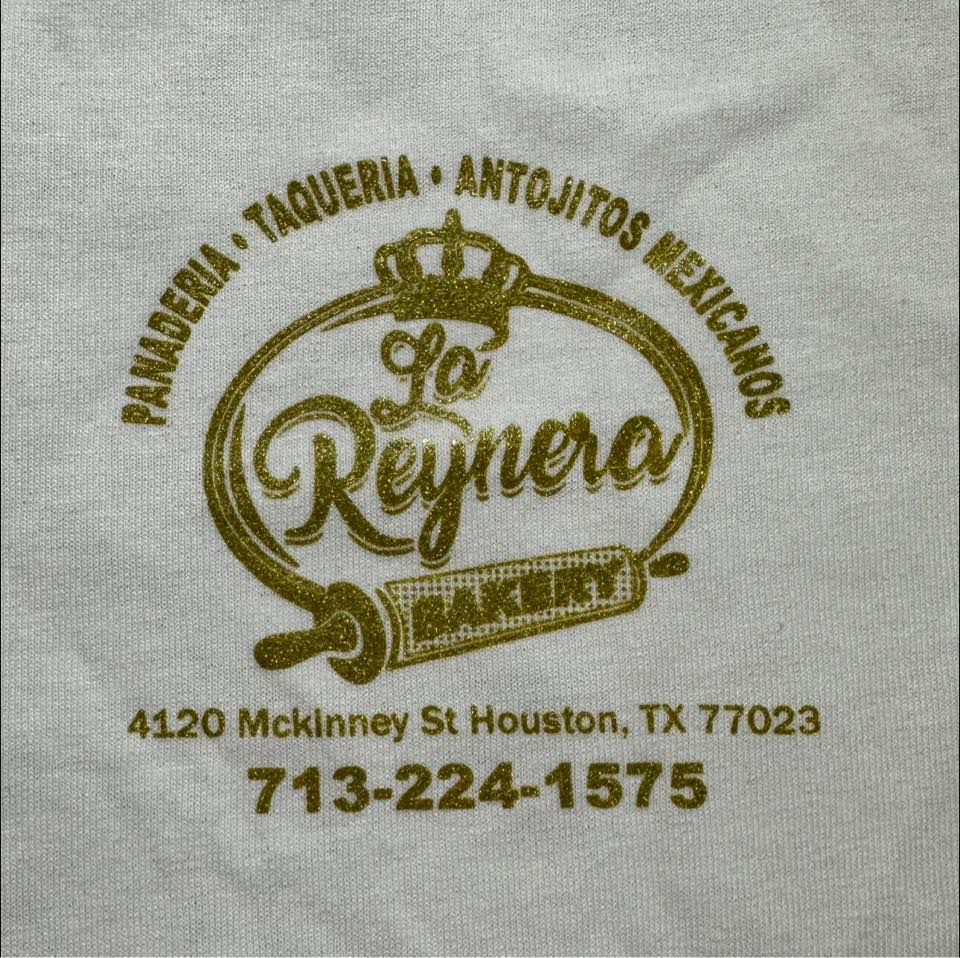 PANADERIA • TAQUERIA • ANTOJITOS MEXICANOS
La
Reynera
BAKERY
4120 Mckinney St Houston, TX 77023
713-224-1575